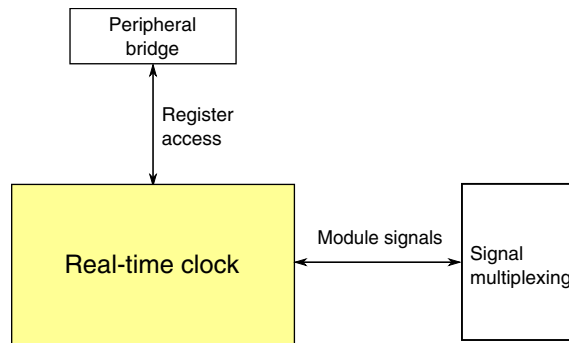 Peripheral
bridge
Register
access
Real-time clock
Module signals
Signal
multiplexing